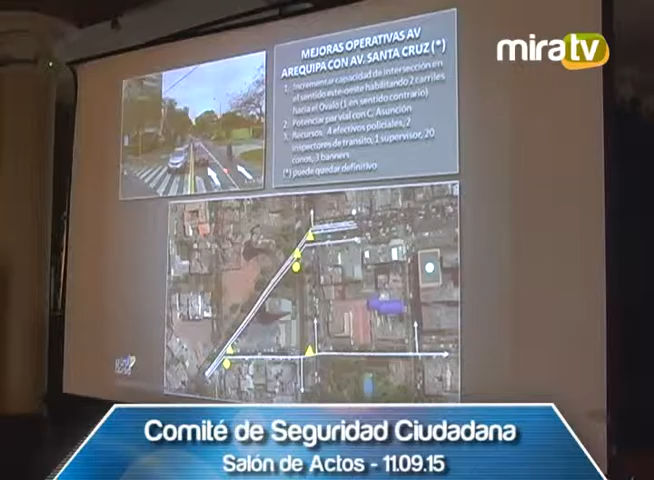 miratv
MEJORAS OPERATIVAS AV
AREQUIPA CON AV. SANTA CRUZ (*)
1. Incrementar capacidad de intersección en
el sentido este-oeste habilitando 2 carriles
hacia el Ovalo (1 en sentido contrario)
2. Potenciar par vial con C. Asunción
3. Recursos: 4 efectivos policiales, 2
inspectores de transito, 1 supervisor, 20
conos, 3 banners
(*) puede quedar definitivo
Comité de Seguridad Ciudadana
Salón de Actos - 11.09.15